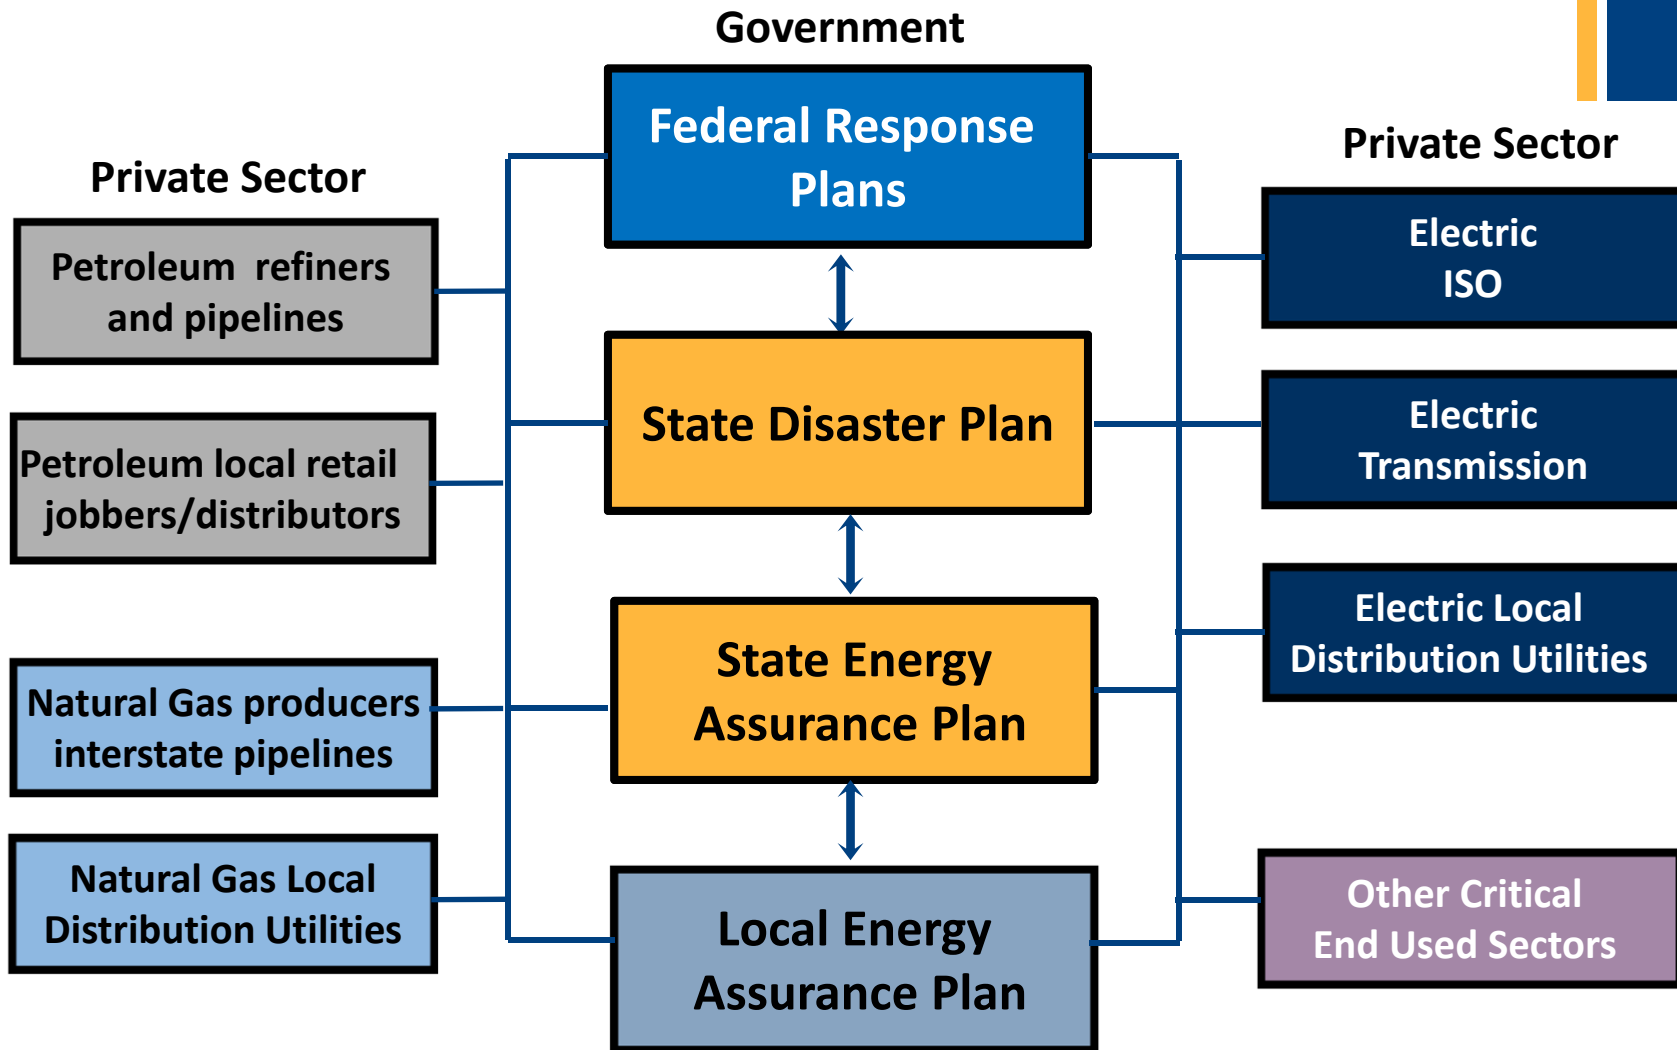 Government
Federal Response
Plans
State Disaster Plan
State Energy
Assurance Plan
Local Energy
Assurance Plan
Private Sector
Petroleum refiners
and pipelines
Petroleum local retail
jobbers/distributors
Natural Gas producers
interstate pipelines
Natural Gas Local
Distribution Utilities
Private Sector
Electric
ISO
Electric
Transmission
Electric Local
Distribution Utilities
Other Critical
End Used Sectors